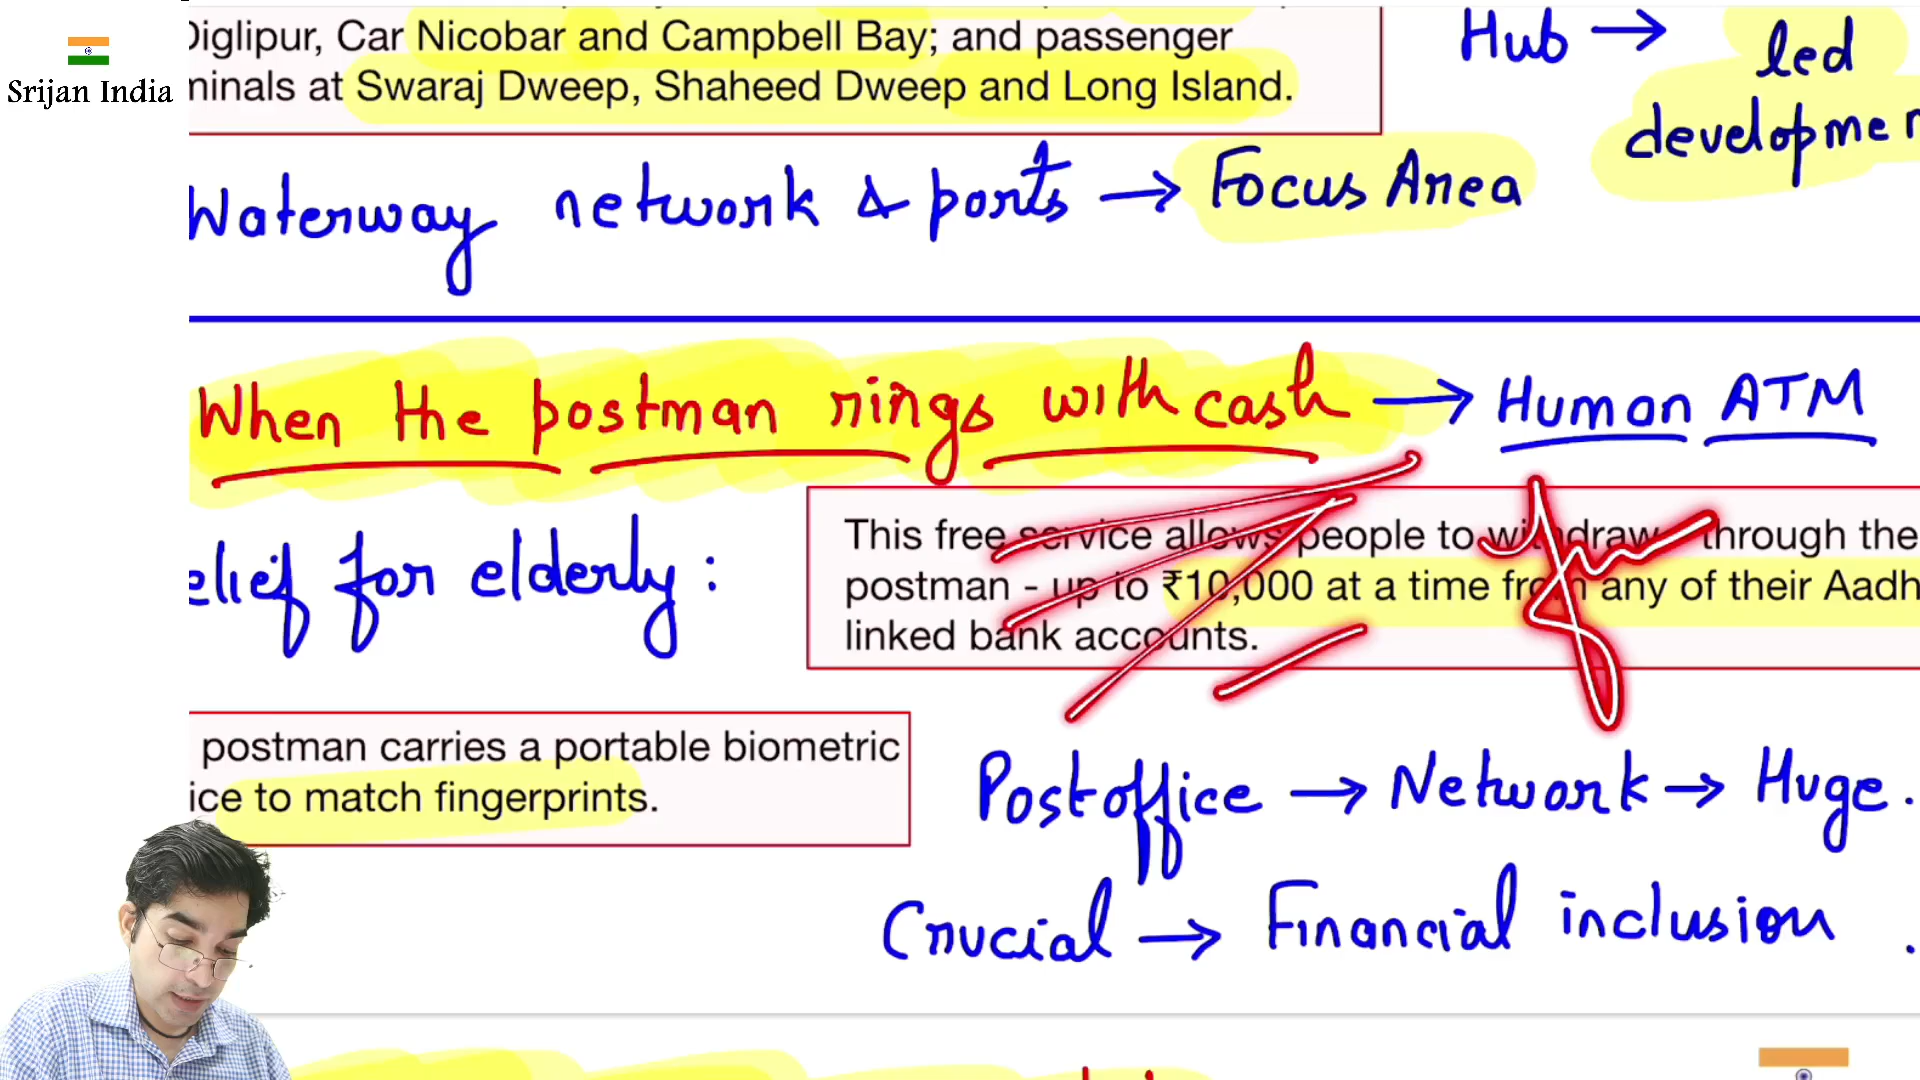 Diglipur, Car Nicobar and Campbell Bay; and passenger
minals at Swaraj Dweep, Shaheed Dweep and Long Island.
Hub → led
development
Srijan India
Waterway network & ports → Focus Area
When the postman rings with cash → Human ATM
elief for elderly:
This free service allows people to withdraw - through the
postman - up to ₹10,000 at a time from any of their Aadh
linked bank accounts.
postman carries a portable biometric
ice to match fingerprints.
Post office → Network → Huge.
Crucial → Financial inclusion